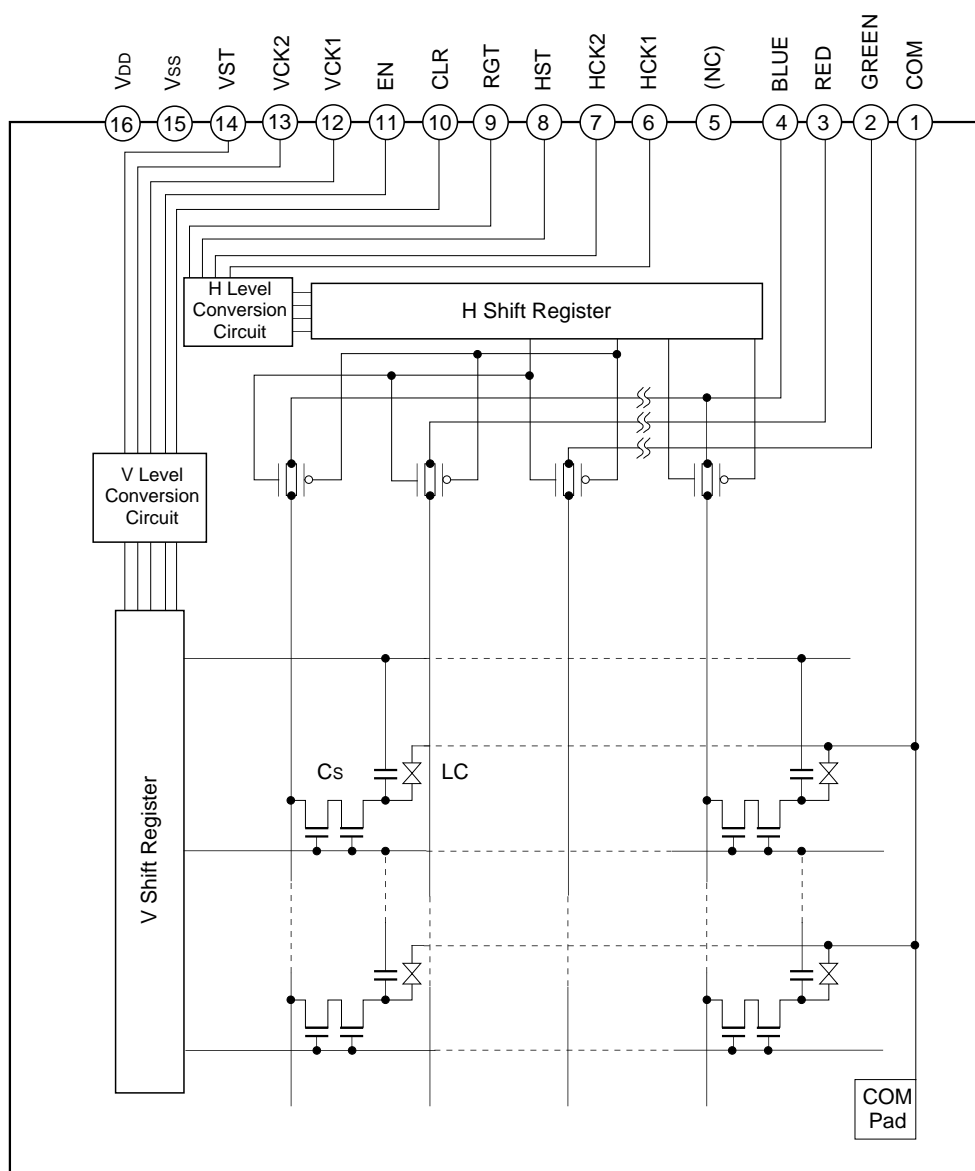 VDD
VSS
VST
VCK2
VCK1
EN
CLR
RGT
HST
HCK2
HCK1
(NC)
BLUE
RED
GREEN
COM
16 15 14 13 12 11 10 9 8 7 6 5 4 3 2 1
H Level
Conversion
Circuit
H Shift Register
V Level
Conversion
Circuit
V Shift Register
Cs
LC
COM
Pad